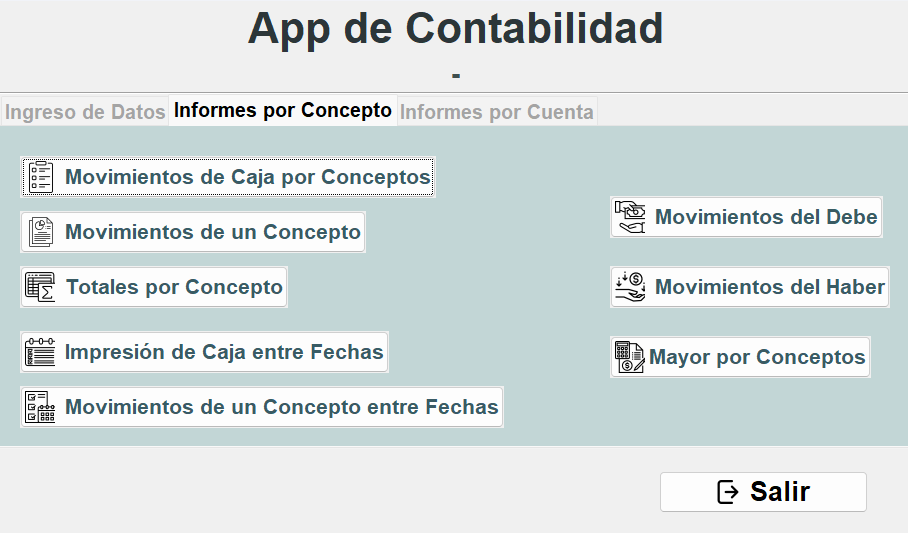 App de Contabilidad
-
Ingreso de Datos
Informes por Concepto
Informes por Cuenta
Movimientos de Caja por Conceptos
Movimientos de un Concepto
Totales por Concepto
Impresión de Caja entre Fechas
Movimientos de un Concepto entre Fechas
Movimientos del Debe
Movimientos del Haber
Mayor por Conceptos
Salir